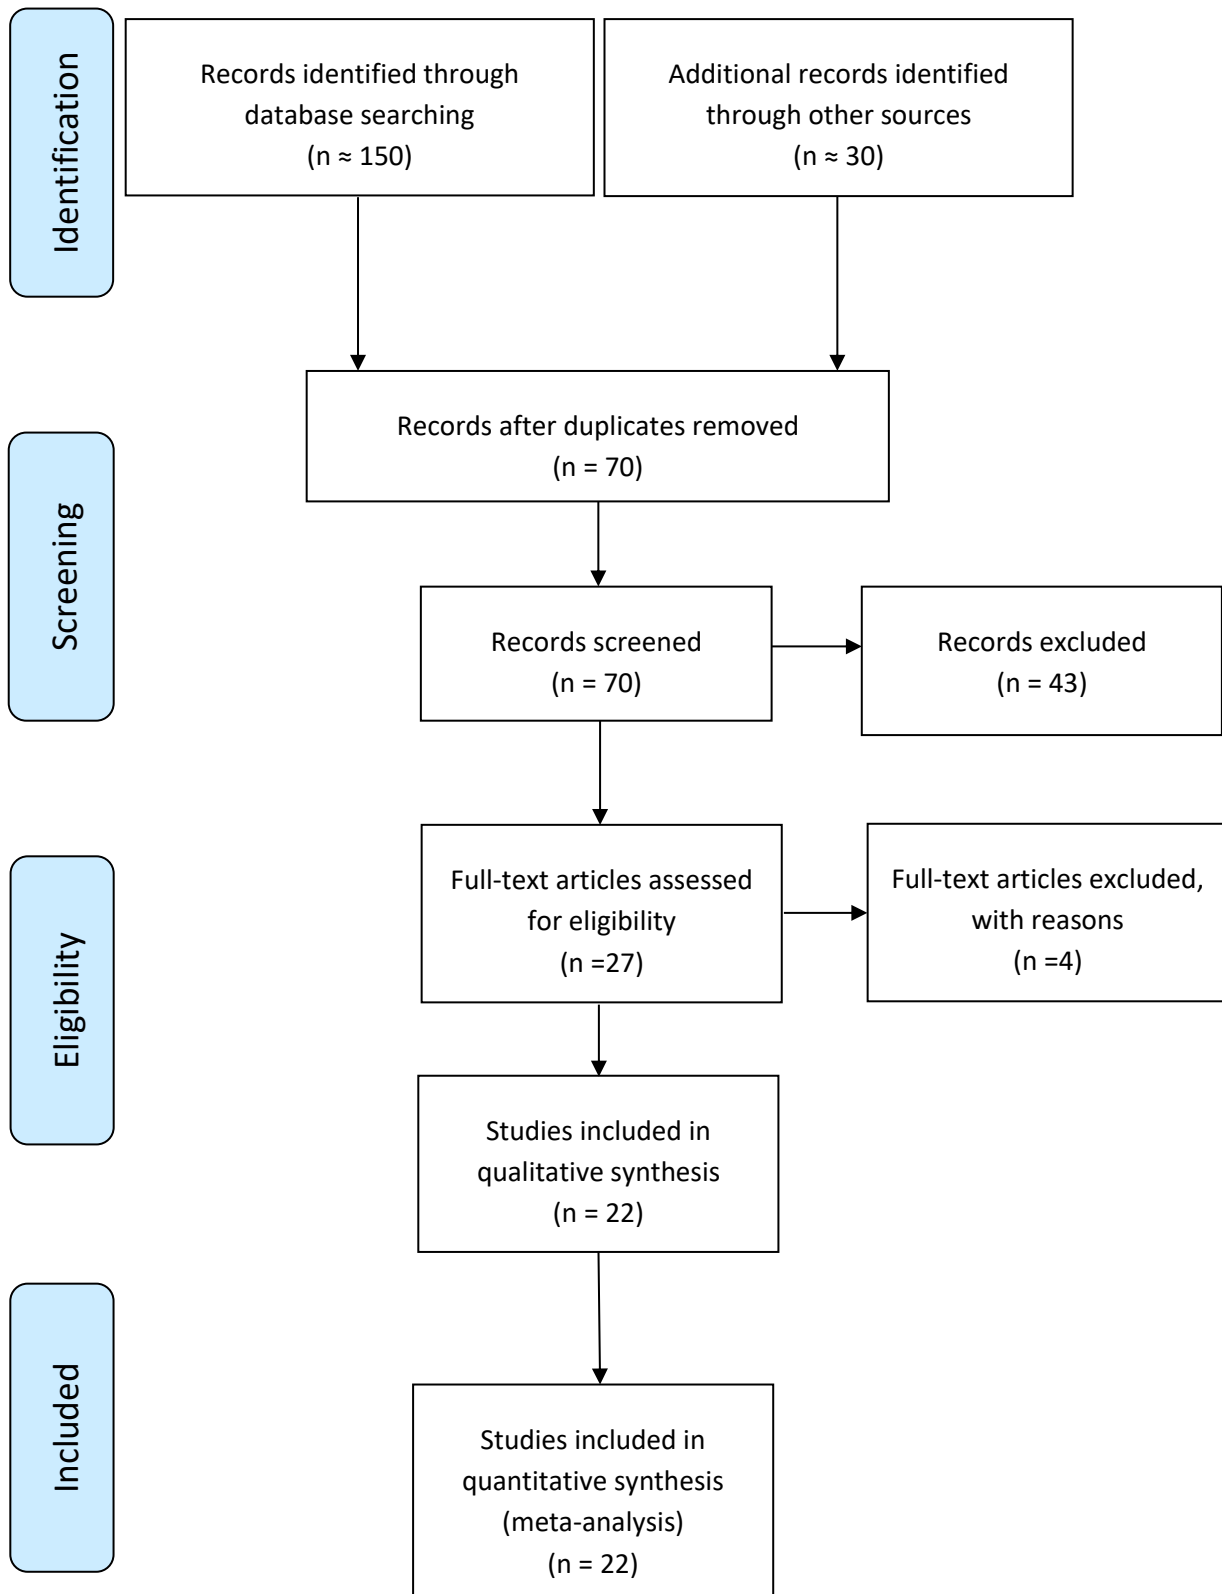 Identification
Records identified through
database searching
(n ≈ 150)
Additional records identified
through other sources
(n ≈ 30)
Screening
Records after duplicates removed
(n = 70)
Records screened
(n = 70)
Records excluded
(n = 43)
Eligibility
Full-text articles assessed
for eligibility
(n =27)
Full-text articles excluded,
with reasons
(n =4)
Studies included in
qualitative synthesis
(n = 22)
Included
Studies included in
quantitative synthesis
(meta-analysis)
(n = 22)